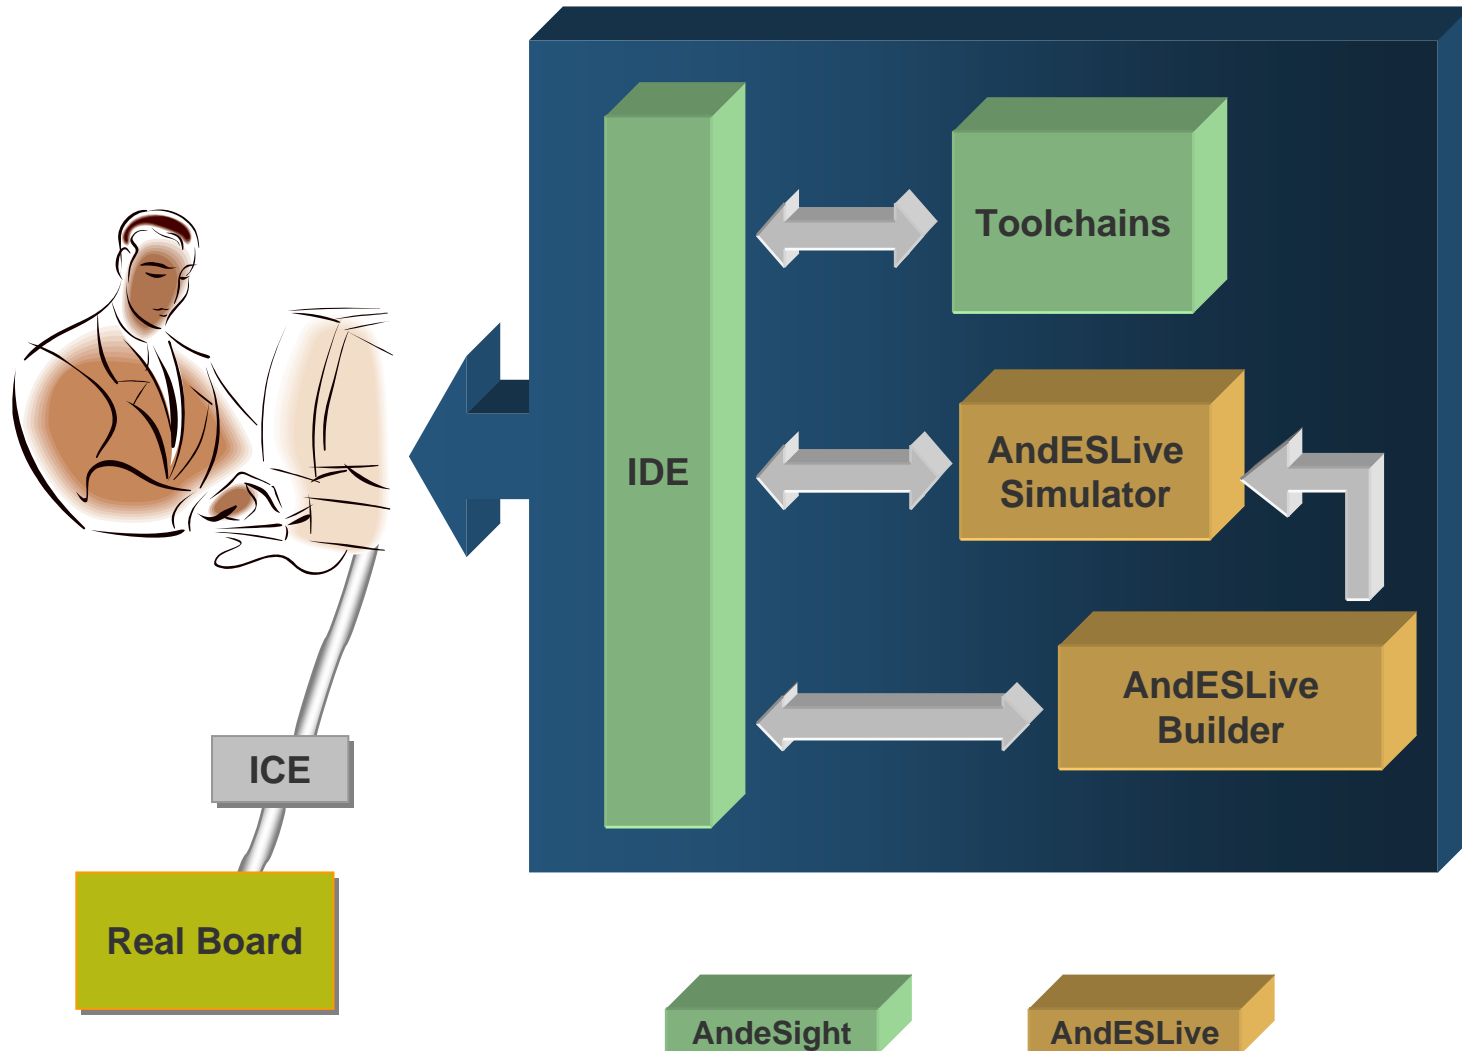 Toolchains
IDE
AndESLive
Simulator
AndESLive
Builder
ICE
Real Board
AndeSight
AndESLive